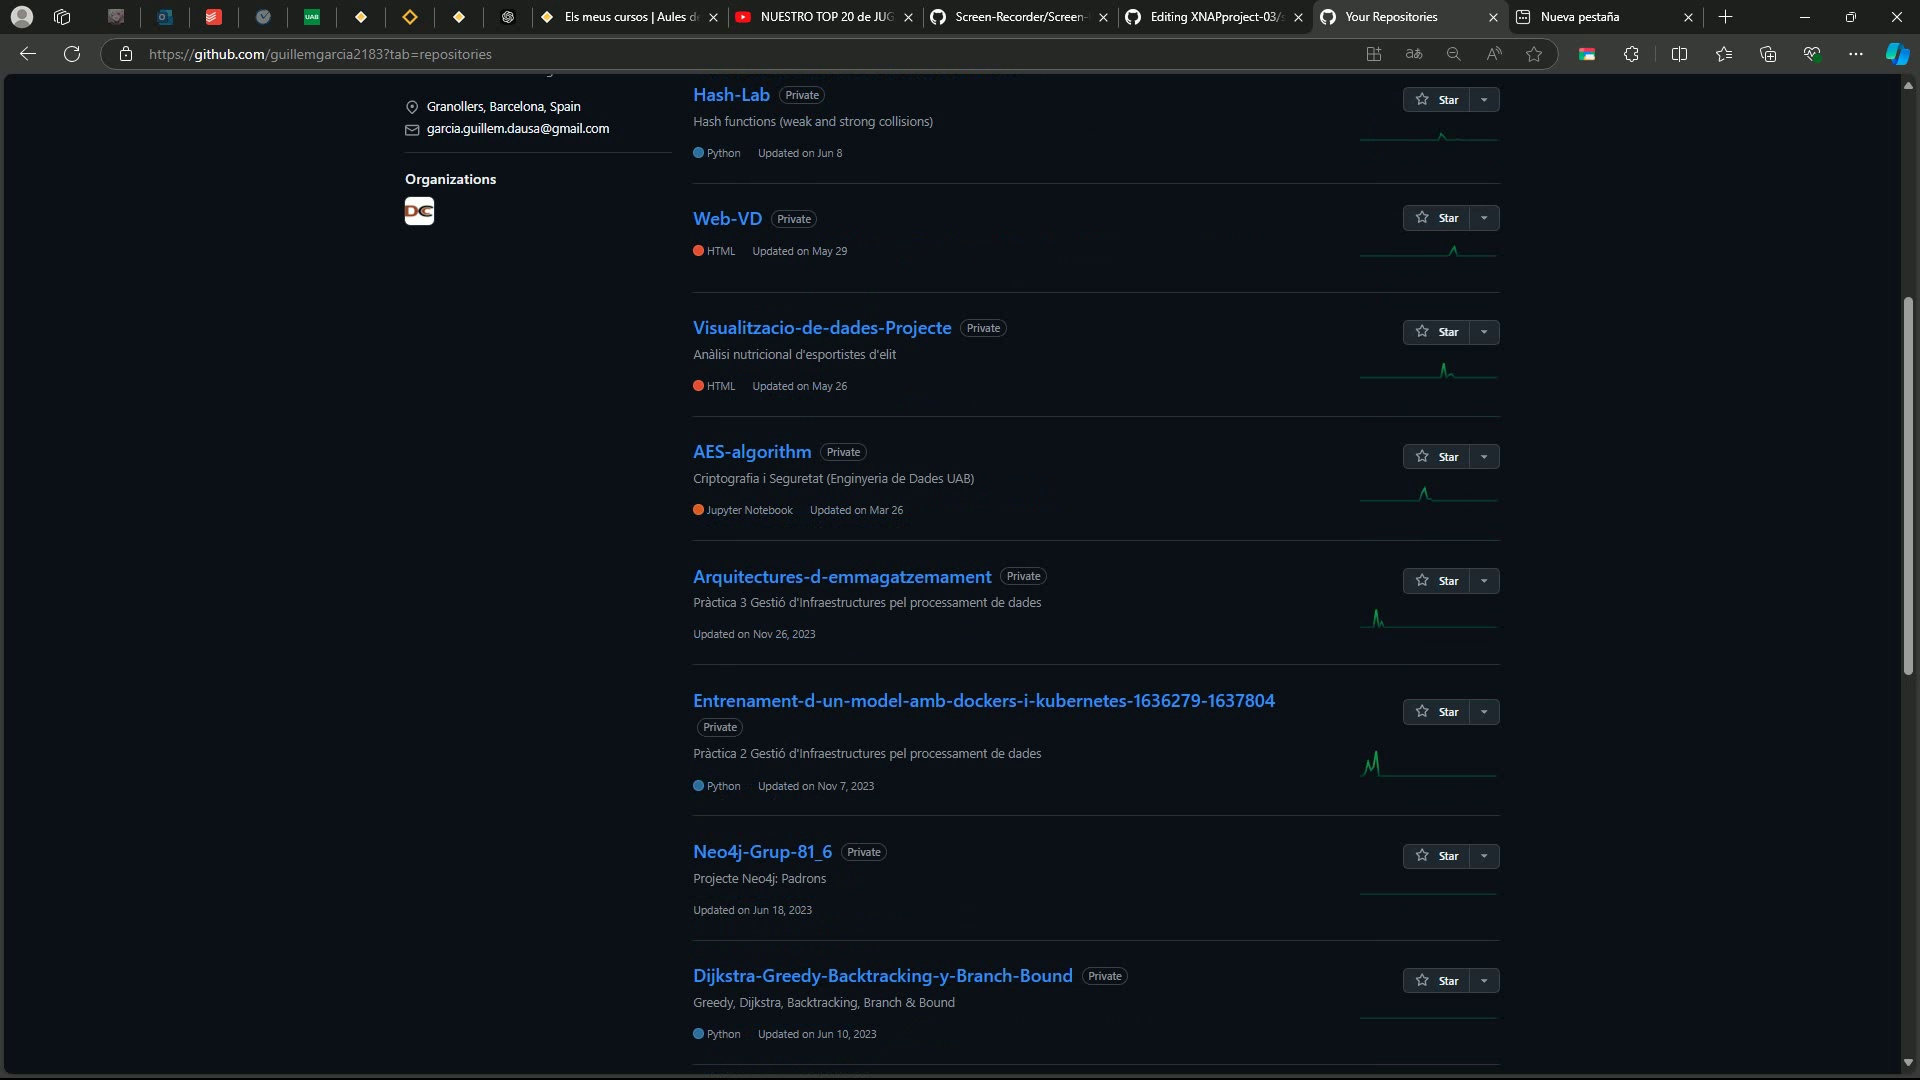 Els meus cursos | Aules d
NUESTRO TOP 20 de JUG
Screen-Recorder/Screen-
Editing XNAPproject-03/s
Your Repositories
Nueva pestaña
https://github.com/guillemgarcia2183?tab=repositories
Granollers, Barcelona, Spain
garcia.guillem.dausa@gmail.com
Organizations
DC
Hash-Lab Private
Star
Hash functions (weak and strong collisions)
Python Updated on Jun 8
Web-VD Private
Star
HTML Updated on May 29
Visualitzacio-de-dades-Projecte Private
Star
Anàlisi nutricional d'esportistes d'elit
HTML Updated on May 26
AES-algorithm Private
Star
Criptografia i Seguretat (Enginyeria de Dades UAB)
Jupyter Notebook Updated on Mar 26
Arquitectures-d-emmagatzemament Private
Star
Pràctica 3 Gestió d'Infraestructures pel processament de dades
Updated on Nov 26, 2023
Entrenament-d-un-model-amb-dockers-i-kubernetes-1636279-1637804
Star
Private
Pràctica 2 Gestió d'Infraestructures pel processament de dades
Python Updated on Nov 7, 2023
Neo4j-Grup-81_6 Private
Star
Projecte Neo4j: Padrons
Updated on Jun 18, 2023
Dijkstra-Greedy-Backtracking-y-Branch-Bound Private
Star
Greedy, Dijkstra, Backtracking, Branch & Bound
Python Updated on Jun 10, 2023